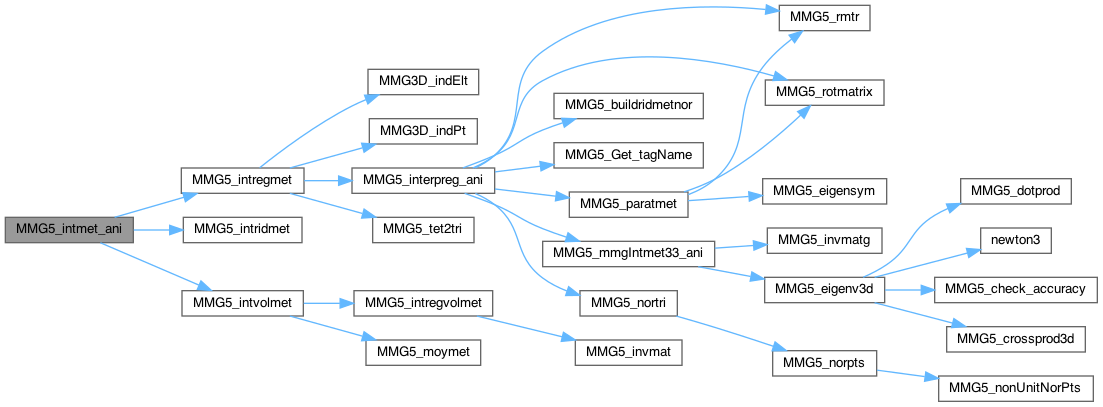 MMG5_intmet_ani
MMG5_intregmet
MMG5_intridmet
MMG5_intvolmet
MMG3D_indElt
MMG3D_indPt
MMG5_interpreg_ani
MMG5_tet2tri
MMG5_intregvolmet
MMG5_moymet
MMG5_buildridmetnor
MMG5_Get_tagName
MMG5_paratmet
MMG5_mmgIntmet33_ani
MMG5_nortri
MMG5_invmat
MMG5_rmtr
MMG5_rotmatrix
MMG5_eigensym
MMG5_invmatg
MMG5_eigenv3d
MMG5_norpts
MMG5_dotprod
newton3
MMG5_check_accuracy
MMG5_crossprod3d
MMG5_nonUnitNorPts